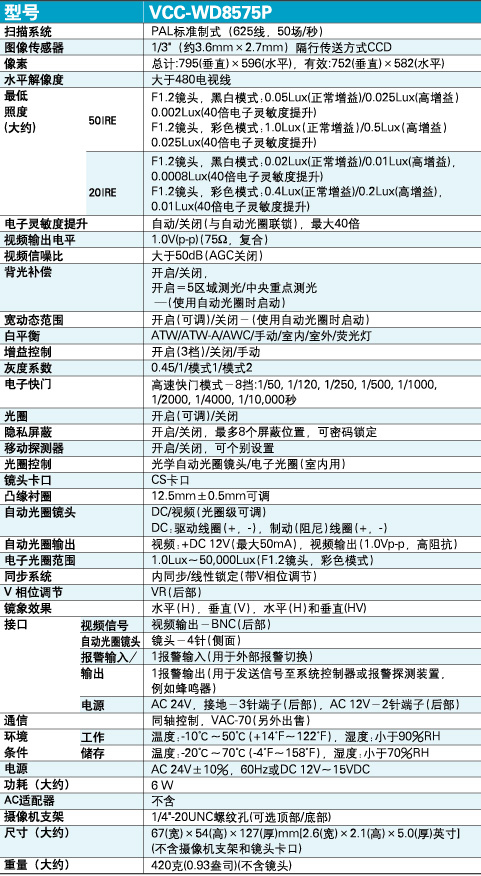 型号 VCC-WD8575P
扫描系统 PAL标准制式（625线，50场/秒）
图像传感器 1/3"（约3.6mm×2.7mm）隔行传送方式CCD
像素 总计:795(垂直)×596(水平)，有效:752(垂直)×582(水平)
水平解像度 大于480电视线
最低 F1.2镜头，黑白模式:0.05Lux(正常增益)/0.025Lux(高增益)
照度 0.002Lux(40倍电子灵敏度提升)
(大约) 50IRE F1.2镜头，彩色模式:1.0Lux(正常增益)/0.5Lux(高增益)
0.025Lux(40倍电子灵敏度提升)
F1.2镜头，黑白模式:0.02Lux(正常增益)/0.01Lux(高增益)，
0.0008Lux(40倍电子灵敏度提升)
20IRE F1.2镜头，彩色模式:0.4Lux(正常增益)/0.2Lux(高增益)，
0.01Lux(40倍电子灵敏度提升)
电子灵敏度提升 自动/关闭(与自动光圈联锁)，最大40倍
视频输出电平 1.0V(p-p)(75Ω，复合)
视频信噪比 大于50dB(AGC关闭)
背光补偿 开启/关闭，
开启=5区域测光/中央重点测光
—(使用自动光圈时启动)
宽动态范围 开启(可调)/关闭－(使用自动光圈时启动)
白平衡 ATW/ATW-A/AWC/手动/室内/室外/荧光灯
增益控制 开启(3档)/关闭/手动
灰度系数 0.45/1/模式1/模式2
电子快门 高速快门模式－8挡:1/50, 1/120, 1/250, 1/500, 1/1000,
1/2000, 1/4000, 1/10,000秒
光圈 开启(可调)/关闭
隐私屏蔽 开启/关闭，最多8个屏蔽位置，可密码锁定
移动探测器 开启/关闭，可个别设置
光圈控制 光学自动光圈镜头/电子光圈(室内用)
镜头卡口 CS卡口
凸缘衬圈 12.5mm±0.5mm可调
自动光圈镜头 DC/视频(光圈级可调)
DC:驱动线圈(+，-)，制动(阻尼)线圈(+，-)
自动光圈输出 视频:+DC 12V(最大50mA)，视频输出(1.0Vp-p，高阻抗)
电子光圈范围 1.0Lux～50,000Lux(F1.2镜头，彩色模式)
同步系统 内同步/线性锁定(带V相位调节)
V 相位调节 VR(后部)
镜象效果 水平(H)，垂直(V)，水平(H)和垂直(HV)
接口 视频信号 视频输出－BNC(后部)
自动光圈镜头 镜头－4针(侧面)
报警输入/ 1报警输入(用于外部报警切换)
输出 1报警输出(用于发送信号至系统控制器或报警探测装置，
例如蜂鸣器)
电源 AC 24V，接地－3针端子(后部)，AC 12V－2针端子(后部)
通信 同轴控制，VAC-70(另外出售)
环境 工作 温度:-10°C～50°C(+14°F～122°F)，湿度:小于90%RH
条件 储存 温度:-20°C～70°C(-4°F～158°F)，湿度:小于70%RH
电源 AC 24V±10%，60Hz或DC 12V～15VDC
功耗（大约） 6 W
AC适配器 不含
摄像机支架 1/4"-20UNC螺纹孔(可选顶部/底部)
尺寸（大约） 67(宽)×54(高)×127(厚)mm[2.6(宽)×2.1(高)×5.0(厚)英寸]
(不含摄像机支架和镜头卡口)
重量（大约） 420克(0.93盎司)(不含镜头)